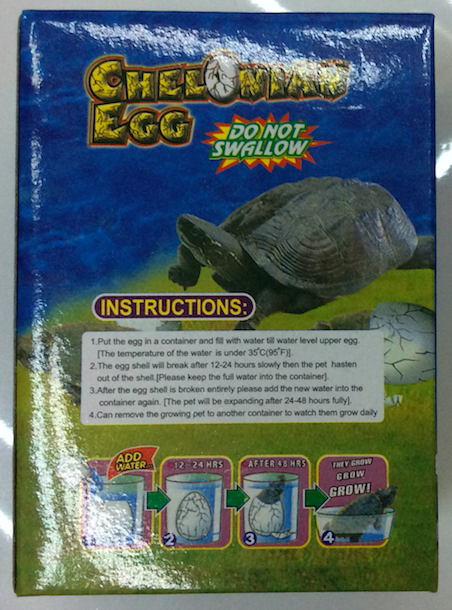 CHELONIAN
EGG
DO NOT
SWALLOW
INSTRUCTIONS:
1.Put the egg in a container and fill with water till water level upper egg.
[The temperature of the water is under 35°C(95°F)].
2.The egg shell will break after 12-24 hours slowly then the pet hasten
out of the shell.[Please keep the full water into the container].
3.After the egg shell is broken entirely please add the new water into the
container again. [The pet will be expanding after 24-48 hours fully].
4.Can remove the growing pet to another container to watch them grow daily
ADD
WATER
12-24 HRS
AFTER 48 HRS
THEY GROW
GROW
GROW!
1
2
3
4